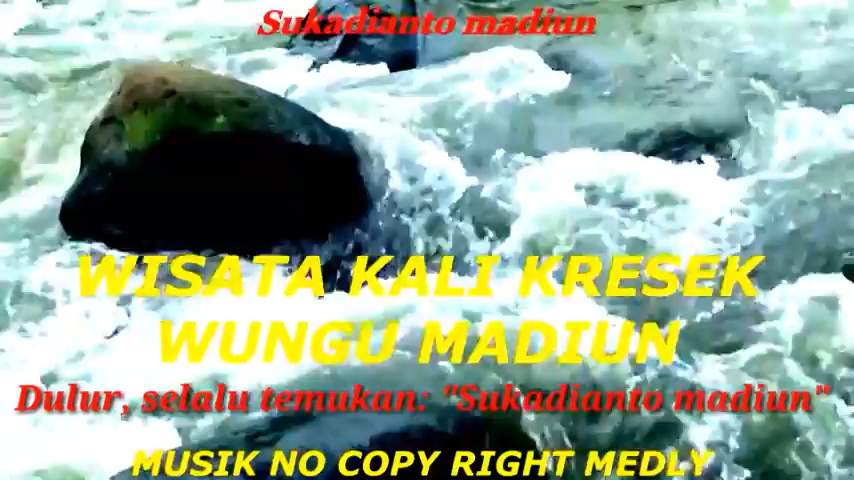 Sukadianto madiun
WISATA KALI KRESEK
WUNGU MADIUN
Dulur, selalu temukan: "Sukadianto madiun"
MUSIK NO COPY RIGHT MEDLY